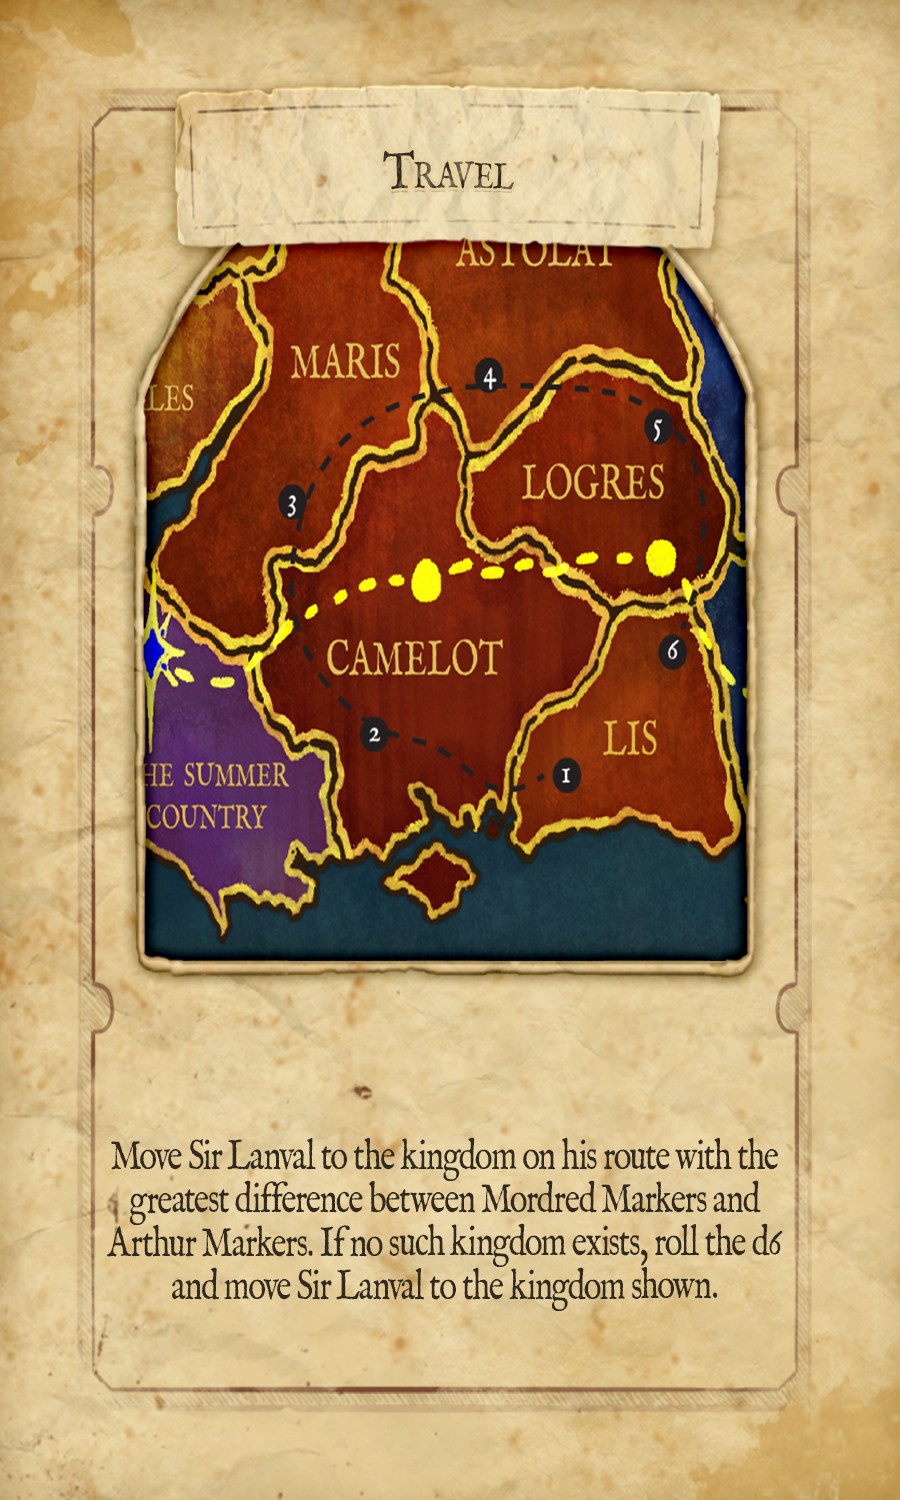 TRAVEL
ASTOLAT
MARIS
4
LES
5
LOGRES
3
CAMELOT
6
2
LIS
1
HE SUMMER
COUNTRY
Move Sir Lanval to the kingdom on his route with the
greatest difference between Mordred Markers and
Arthur Markers. If no such kingdom exists, roll the d6
and move Sir Lanval to the kingdom shown.